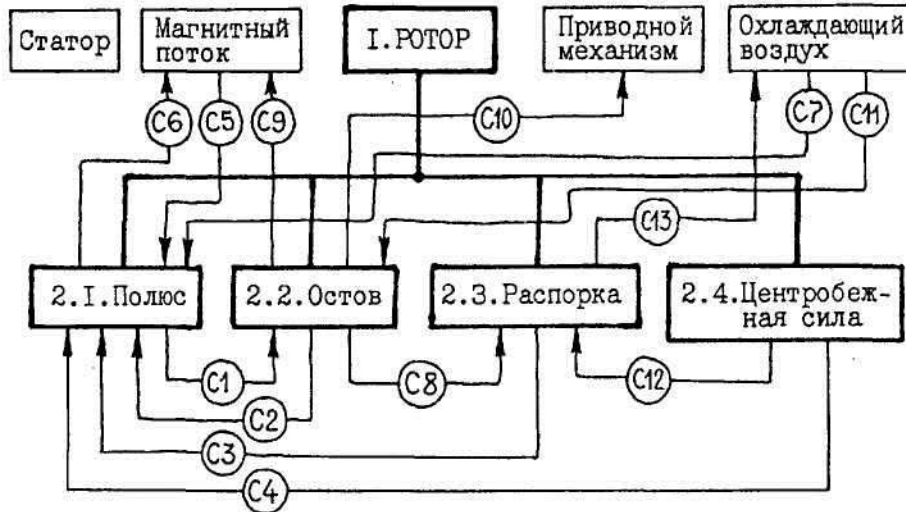 Статор
Магнитный
поток
I.РОТОР
Приводной
механизм
Охлаждающий
воздух
С6
С5
С9
С10
С7
С11
С13
2.I.Полюс
2.2.Остов
2.3.Распорка
2.4.Центробеж-
ная сила
С1
С8
С12
С2
С3
С4